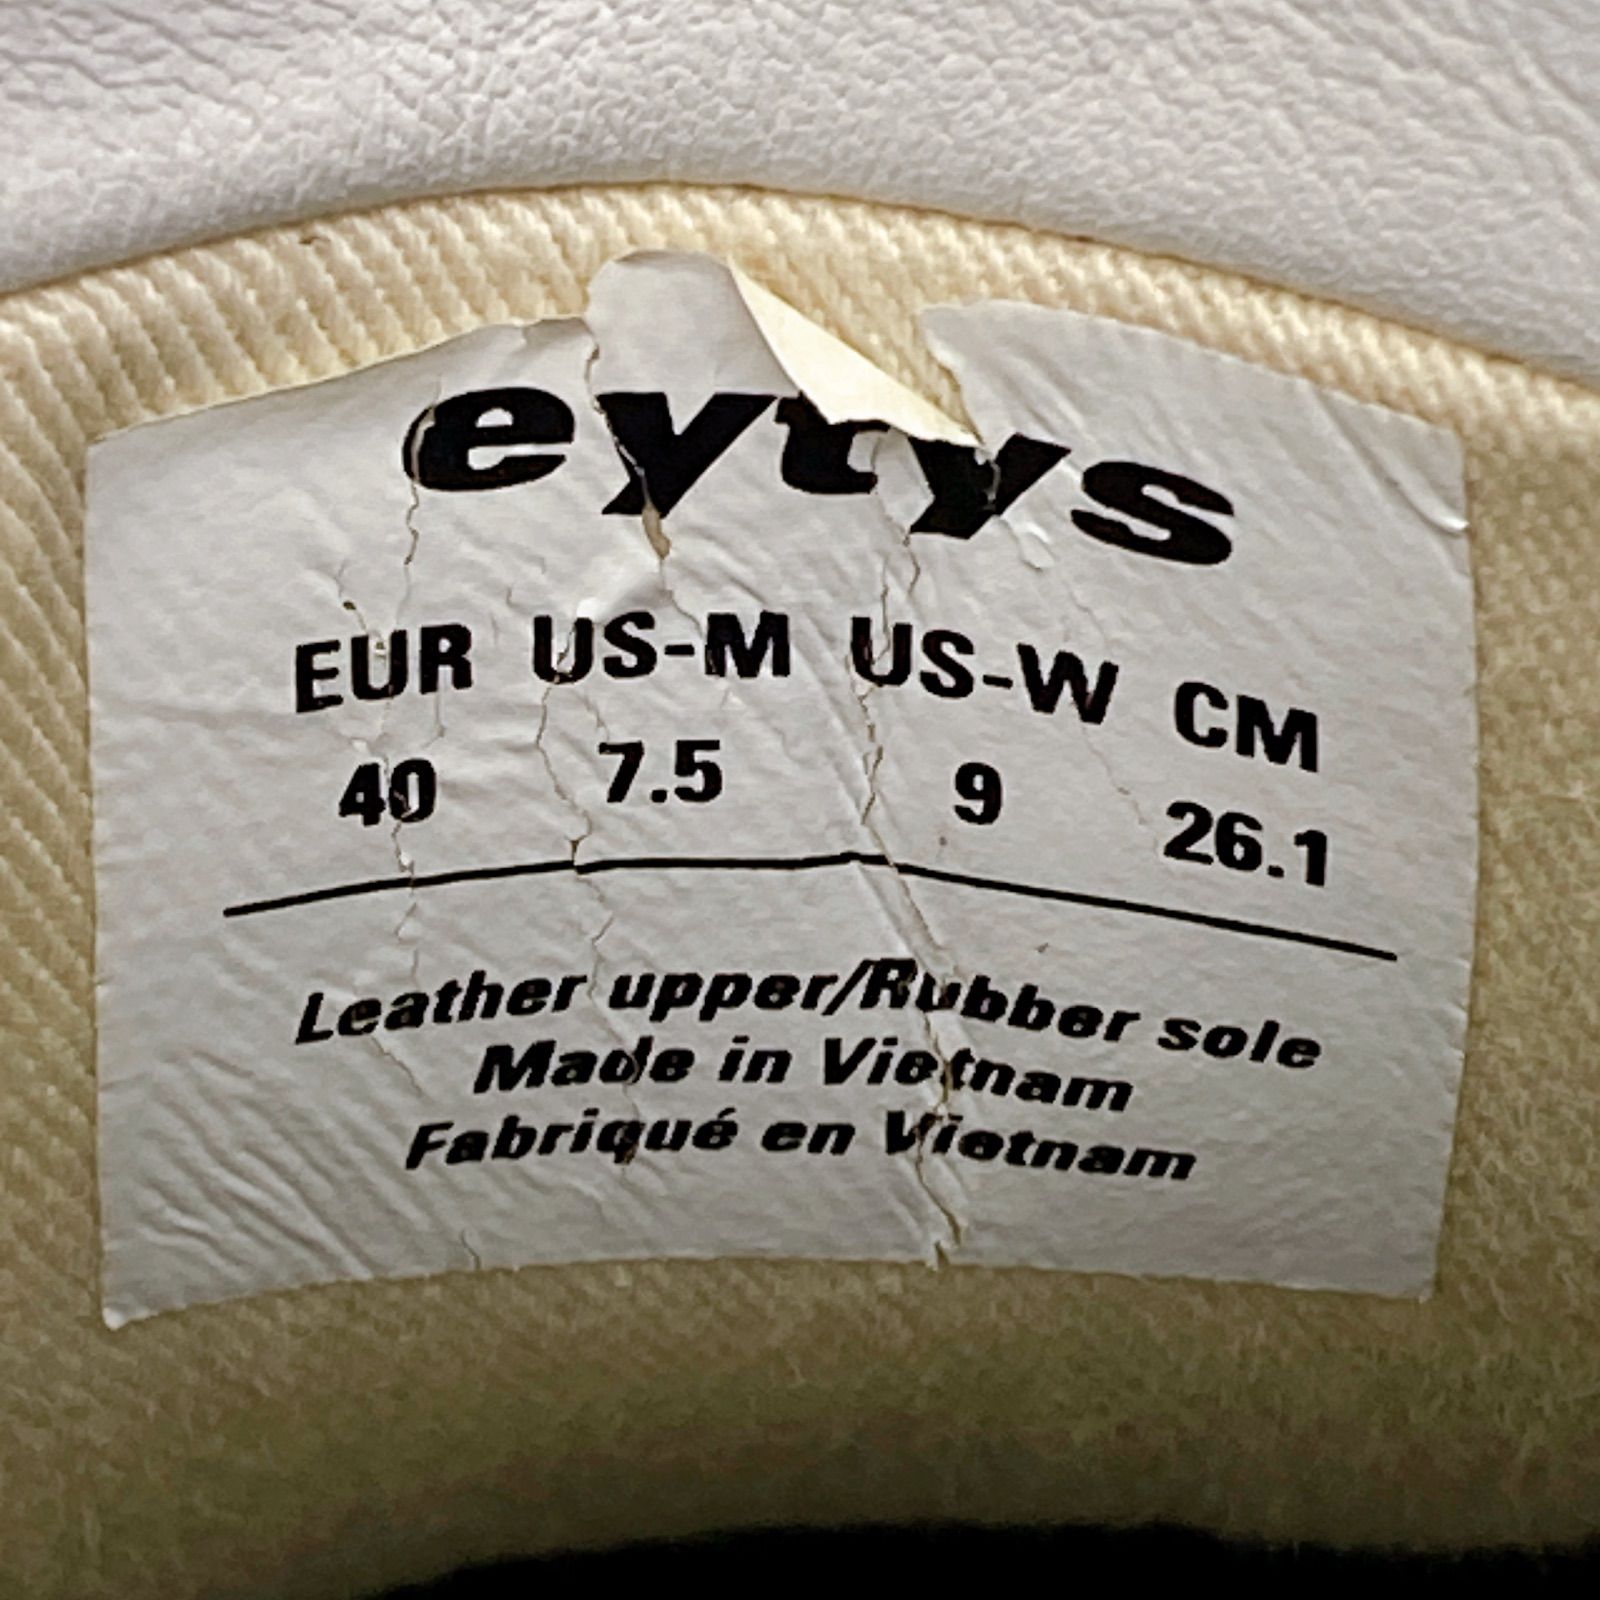 eytys
EUR US-M US-W CM
40 7.5 9 26.1
Leather upper/Rubber sole
Made in Vietnam
Fabriqué en Vietnam